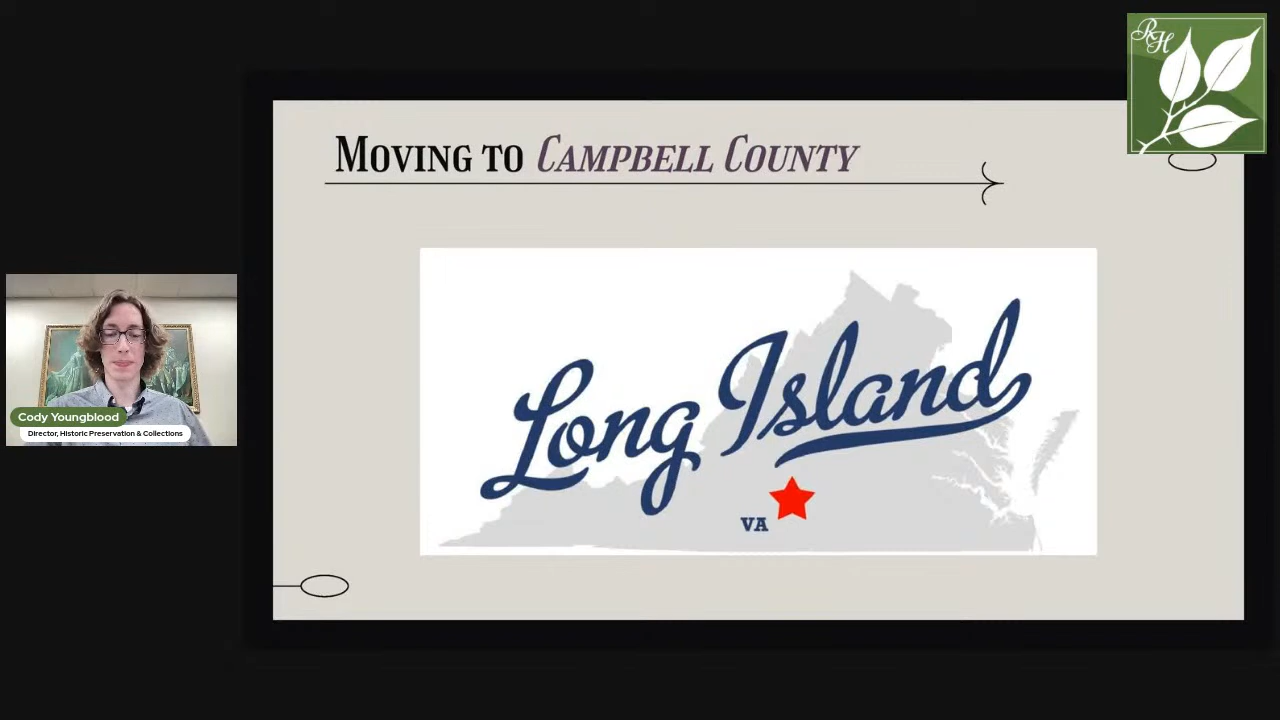 RH
Moving to Campbell County
Long Island
VA
Cody Youngblood
Director, Historic Preservation & Collections